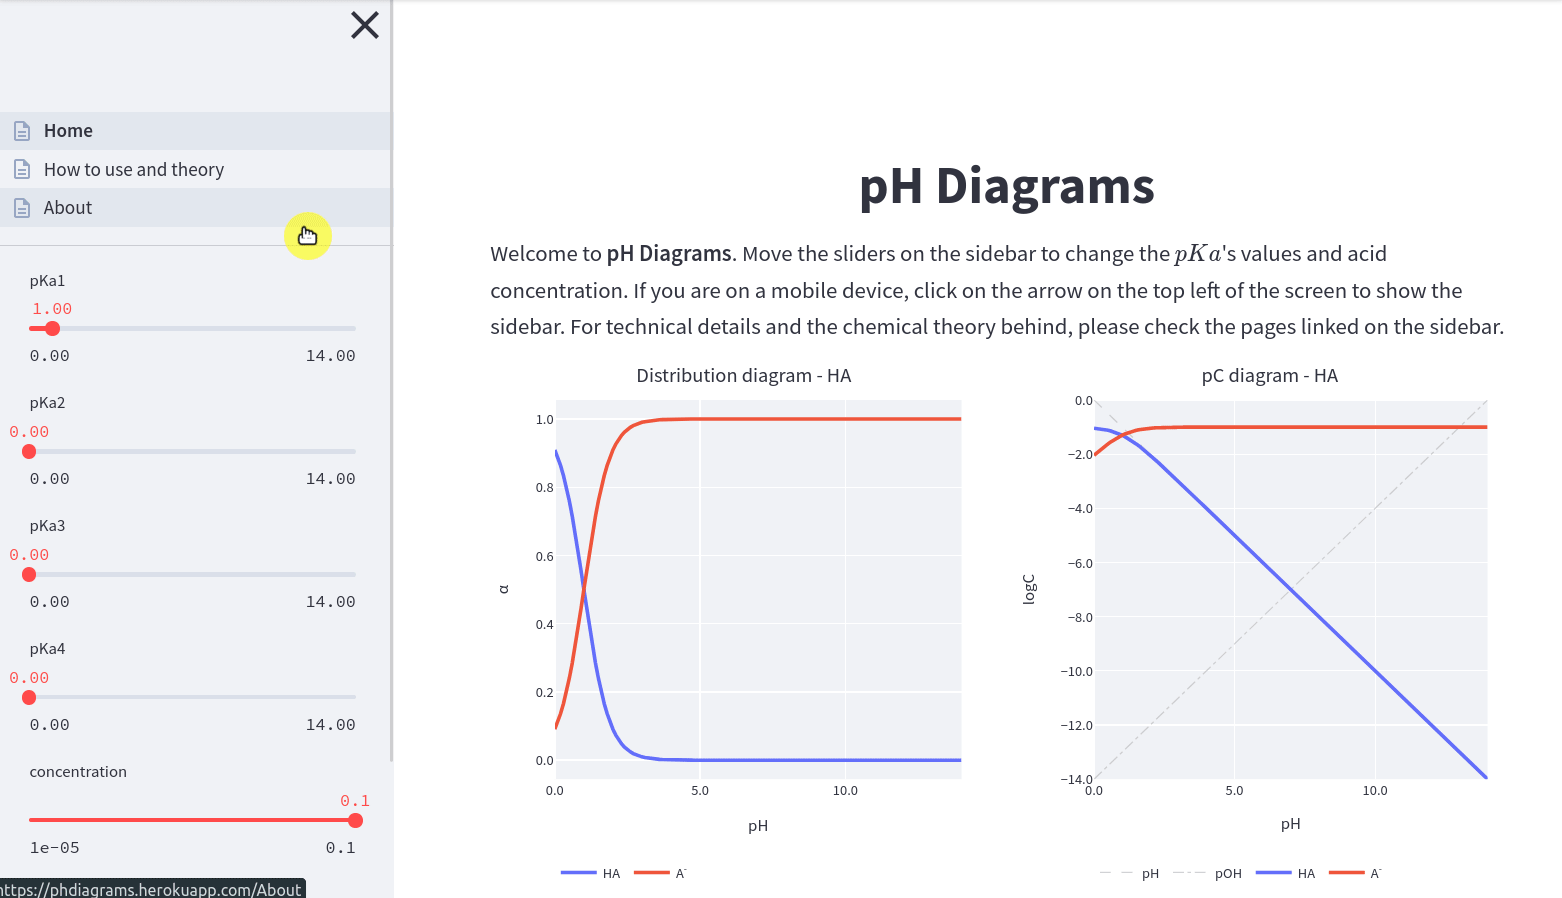 Home
How to use and theory
About
pKa1
1.00
0.00 14.00
pKa2
0.00
0.00 14.00
pKa3
0.00
0.00 14.00
pKa4
0.00
0.00 14.00
concentration
0.1
1e-05 0.1
https://phdiagrams.herokuapp.com/About
pH Diagrams
Welcome to pH Diagrams. Move the sliders on the sidebar to change the pKa's values and acid
concentration. If you are on a mobile device, click on the arrow on the top left of the screen to show the
sidebar. For technical details and the chemical theory behind, please check the pages linked on the sidebar.
Distribution diagram - HA
1.0
0.8
0.6
0.4
0.2
0.0
α
0.0 5.0 10.0
pH
HA A⁻
pC diagram - HA
0.0
−2.0
−4.0
−6.0
−8.0
−10.0
−12.0
−14.0
logC
0.0 5.0 10.0
pH
pH pOH HA A⁻